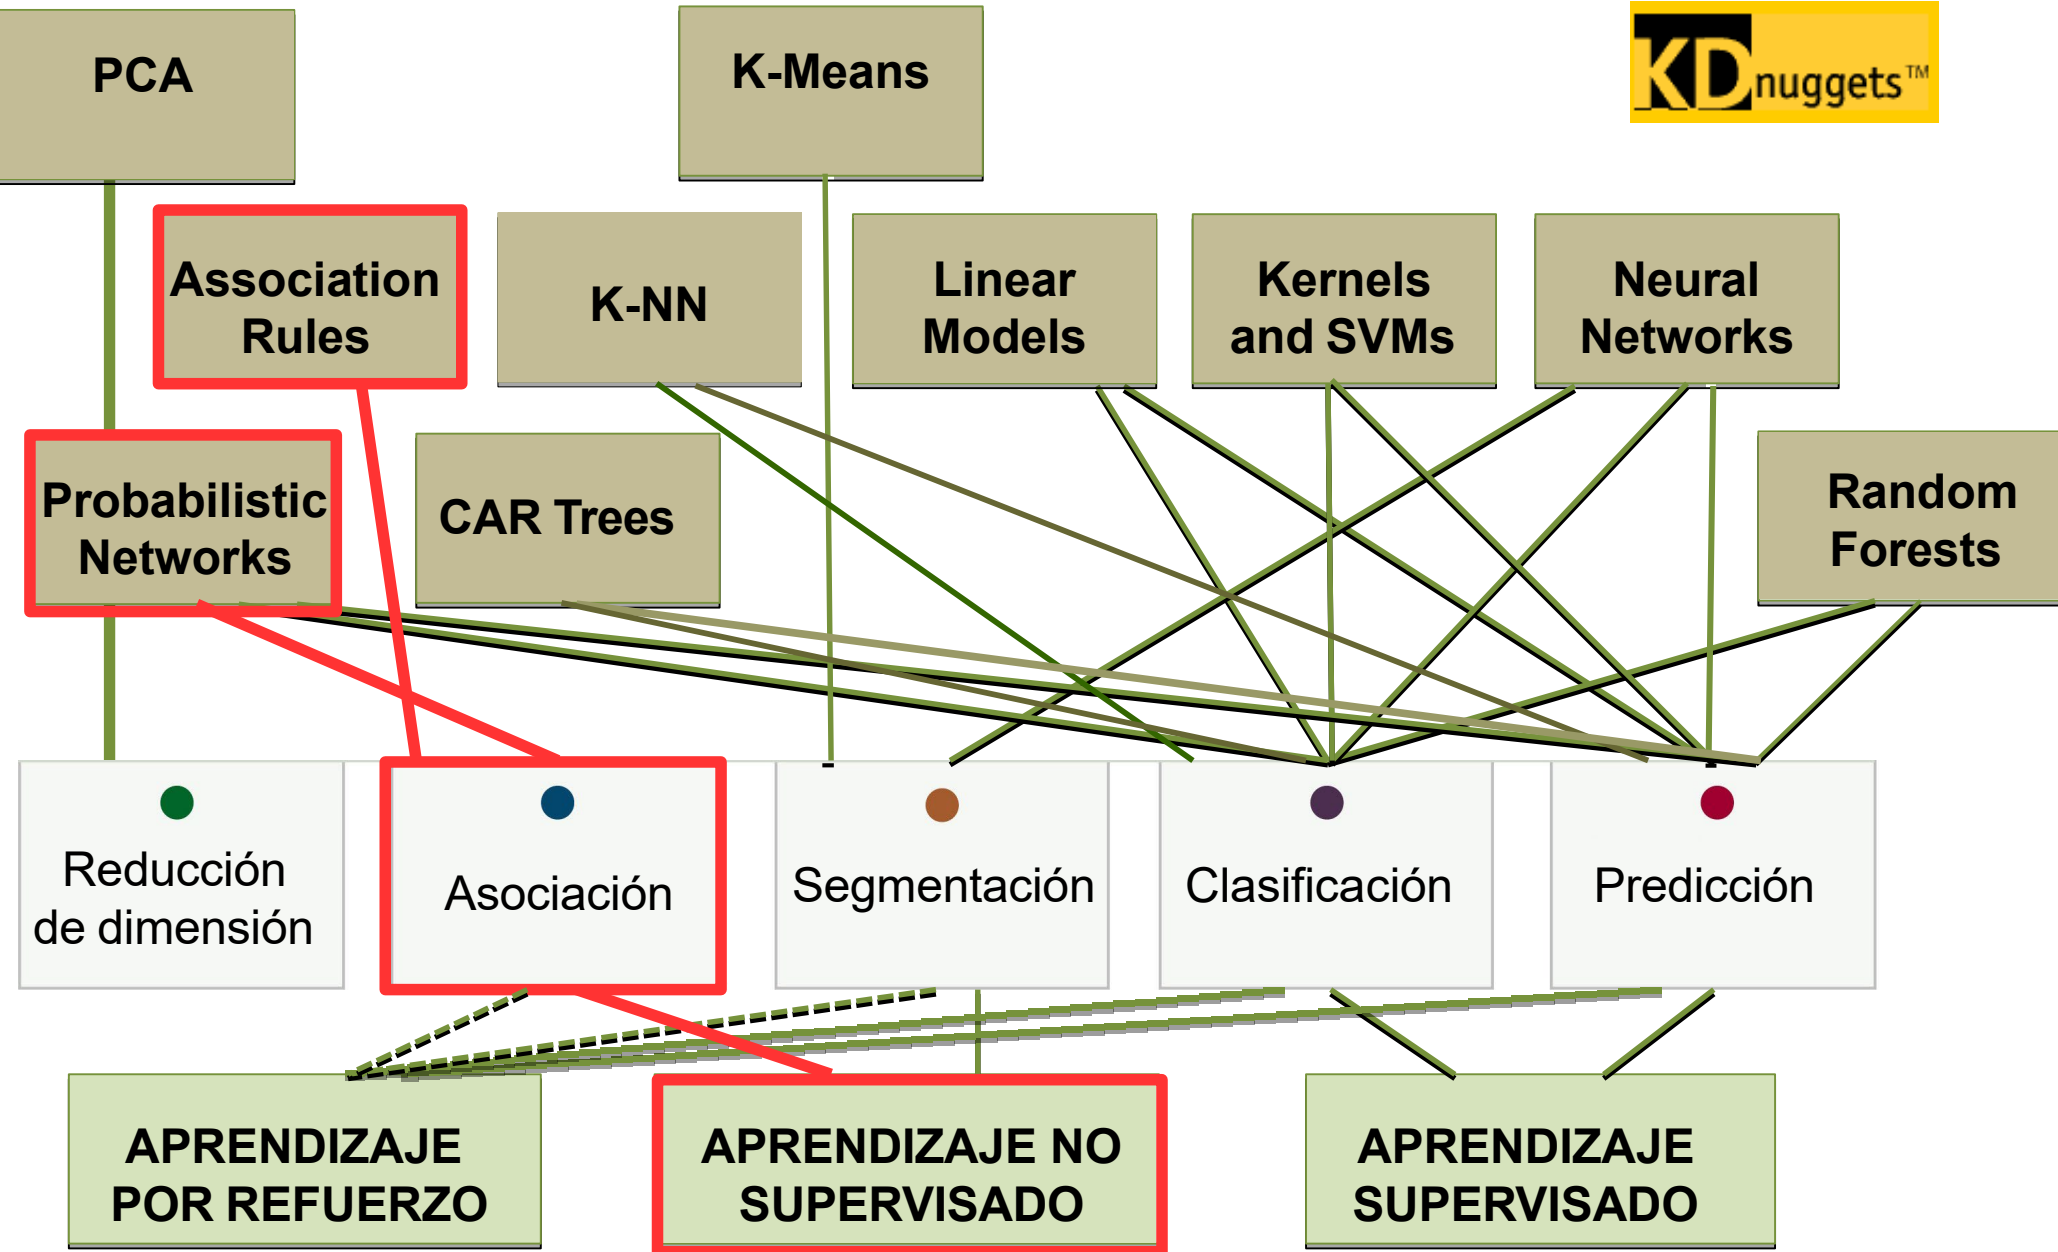 PCA
K-Means
KDnuggets™
Association
Rules
K-NN
Linear
Models
Kernels
and SVMs
Neural
Networks
Probabilistic
Networks
CAR Trees
Random
Forests
Reducción
de dimensión
Asociación
Segmentación
Clasificación
Predicción
APRENDIZAJE
POR REFUERZO
APRENDIZAJE NO
SUPERVISADO
APRENDIZAJE
SUPERVISADO